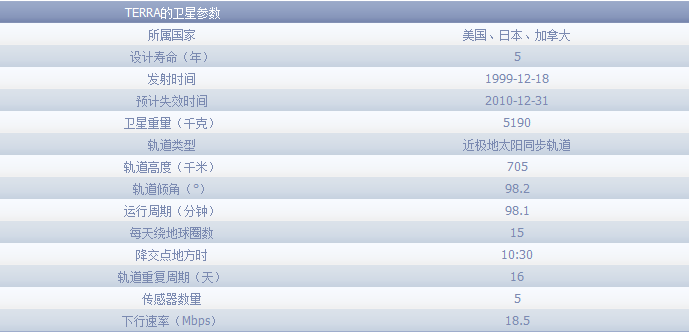 TERRA的卫星参数
所属国家 美国、日本、加拿大
设计寿命（年） 5
发射时间 1999-12-18
预计失效时间 2010-12-31
卫星重量（千克） 5190
轨道类型 近极地太阳同步轨道
轨道高度（千米） 705
轨道倾角（°） 98.2
运行周期（分钟） 98.1
每天绕地球圈数 15
降交点地方时 10:30
轨道重复周期（天） 16
传感器数量 5
下行速率（Mbps） 18.5